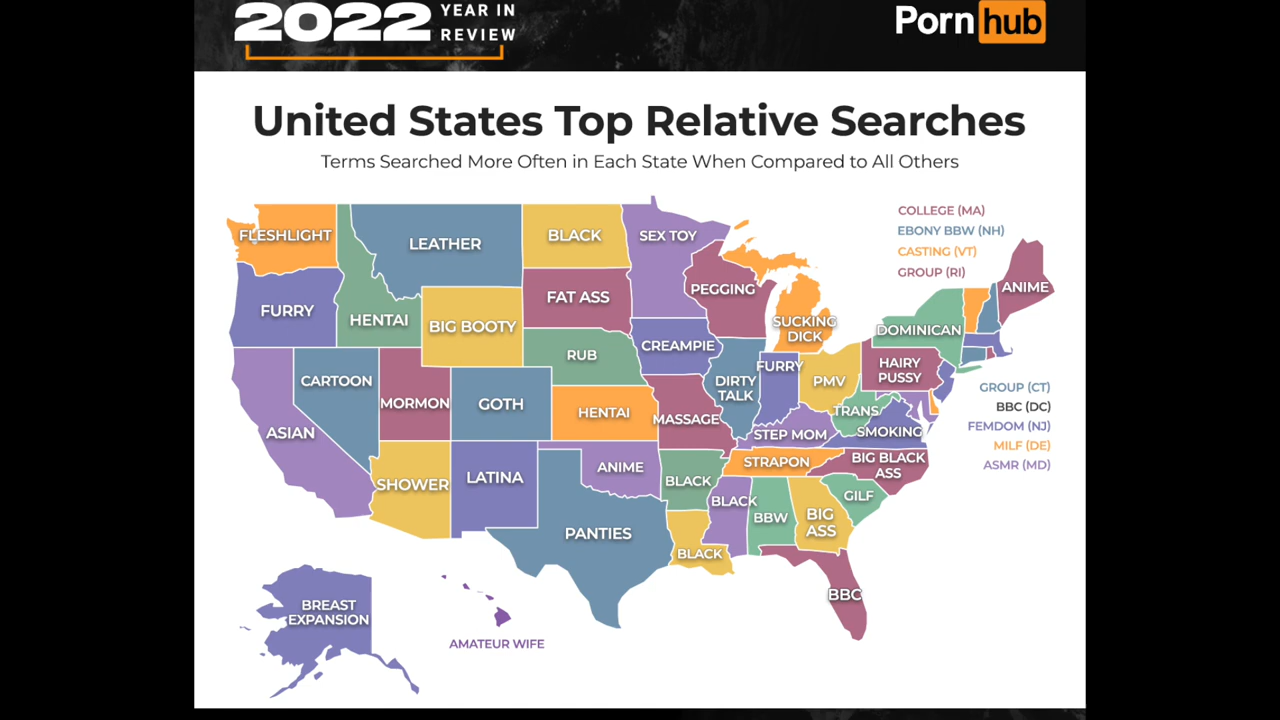 2022 YEAR IN
REVIEW
Porn hub
United States Top Relative Searches
Terms Searched More Often in Each State When Compared to All Others
FLESHLIGHT
LEATHER
BLACK
SEX TOY
FURRY
HENTAI
BIG BOOTY
FAT ASS
PEGGING
RUB
CREAMPIE
SUCKING
DICK
DOMINICAN
ANIME
COLLEGE (MA)
EBONY BBW (NH)
CASTING (VT)
GROUP (RI)
CARTOON
MORMON
GOTH
HENTAI
MASSAGE
DIRTY
TALK
FURRY
PMV
HAIRY
PUSSY
TRANS
SMOKING
STEP MOM
GROUP (CT)
BBC (DC)
FEMDOM (NJ)
MILF (DE)
ASMR (MD)
ASIAN
SHOWER
LATINA
ANIME
BLACK
STRAPON
BIG BLACK
ASS
GILF
PANTIES
BLACK
BLACK
BBW
BIG
ASS
BBC
BREAST
EXPANSION
AMATEUR WIFE